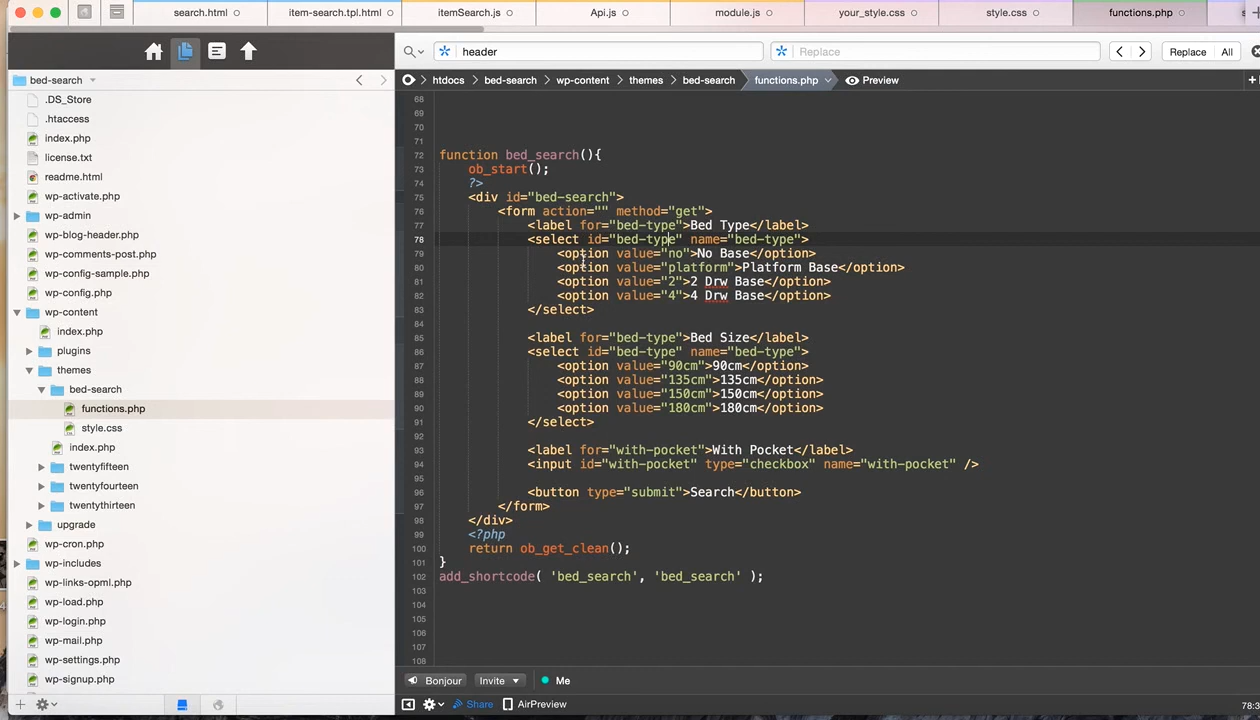 search.html
item-search.tpl.html
itemSearch.js
Api.js
module.js
your_style.css
style.css
functions.php
header
Replace
Replace
All
bed-search
htdocs
bed-search
wp-content
themes
bed-search
functions.php
Preview
.DS_Store
.htaccess
index.php
license.txt
readme.html
wp-activate.php
wp-admin
wp-blog-header.php
wp-comments-post.php
wp-config-sample.php
wp-config.php
wp-content
index.php
plugins
themes
bed-search
functions.php
style.css
index.php
twentyfifteen
twentyfourteen
twentythirteen
upgrade
wp-cron.php
wp-includes
wp-links-opml.php
wp-load.php
wp-login.php
wp-mail.php
wp-settings.php
wp-signup.php
68
69
70
71
72 function bed_search(){
73 ob_start();
74 ?>
75 <div id="bed-search">
76 <form action="" method="get">
77 <label for="bed-type">Bed Type</label>
78 <select id="bed-type" name="bed-type">
79 <option value="no">No Base</option>
80 <option value="platform">Platform Base</option>
81 <option value="2">2 Drw Base</option>
82 <option value="4">4 Drw Base</option>
83 </select>
84
85 <label for="bed-type">Bed Size</label>
86 <select id="bed-type" name="bed-type">
87 <option value="90cm">90cm</option>
88 <option value="135cm">135cm</option>
89 <option value="150cm">150cm</option>
90 <option value="180cm">180cm</option>
91 </select>
92
93 <label for="with-pocket">With Pocket</label>
94 <input id="with-pocket" type="checkbox" name="with-pocket" />
95
96 <button type="submit">Search</button>
97 </form>
98 </div>
99 <?php
100 return ob_get_clean();
101 }
102 add_shortcode( 'bed_search', 'bed_search' );
103
104
105
106
107
108
Bonjour
Invite
Me
Share
AirPreview